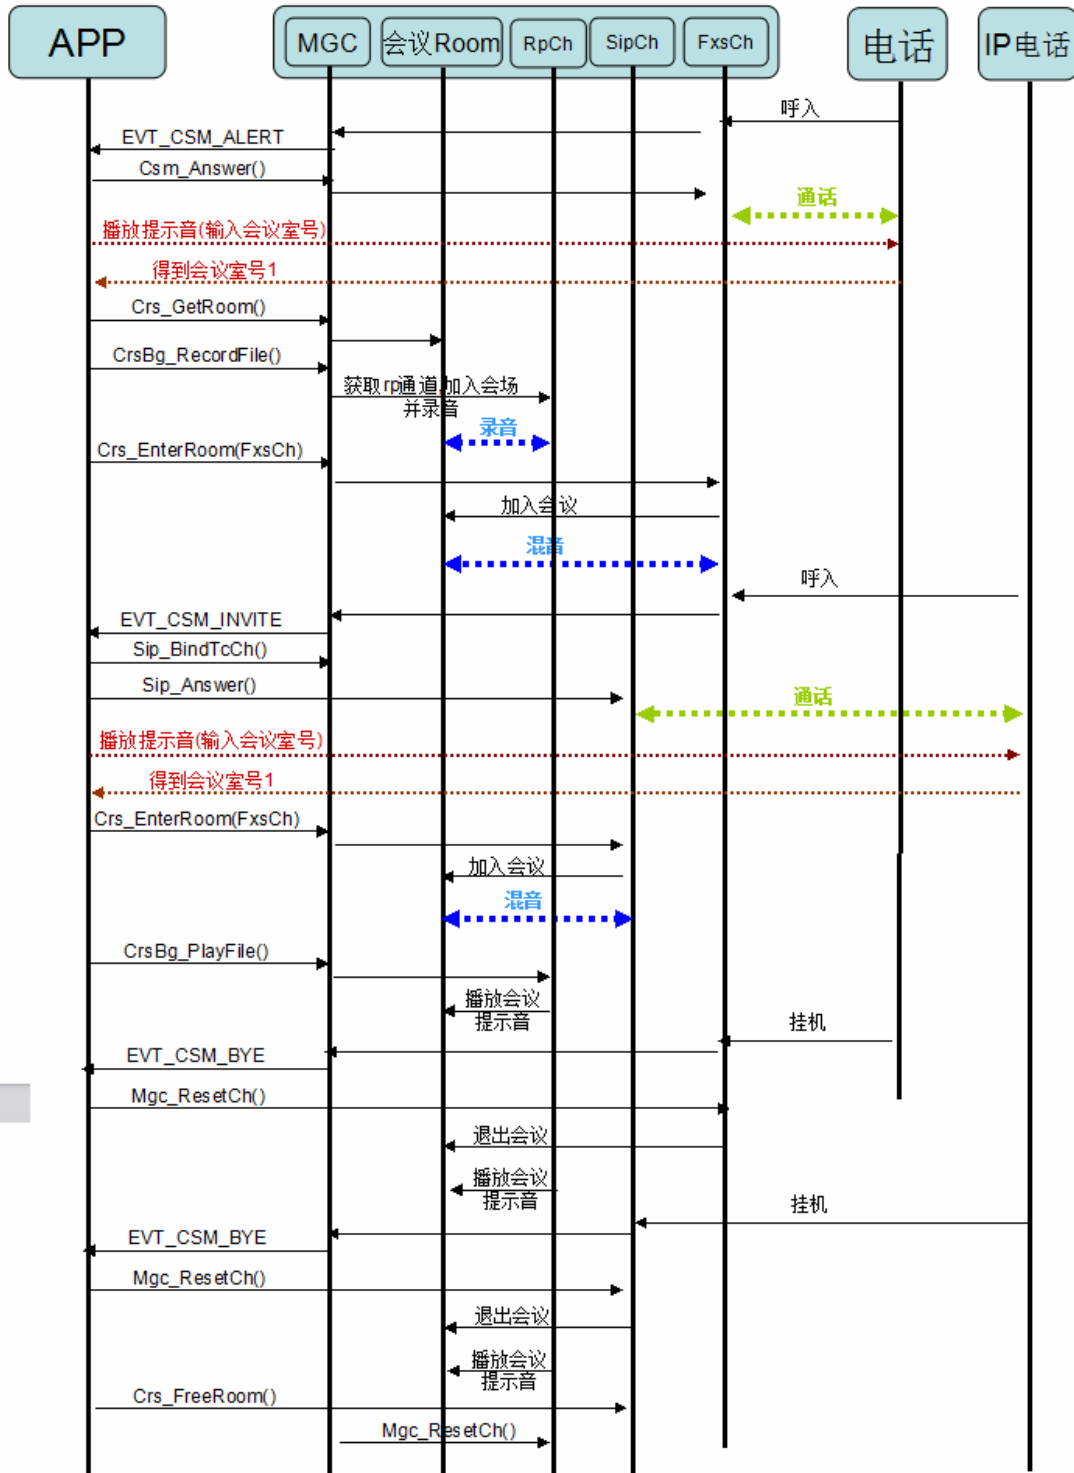 APP
MGC
会议Room
RpCh
SipCh
FxsCh
电话
IP电话
呼入
EVT_CSM_ALERT
Csm_Answer()
通话
播放提示音(输入会议室号)
得到会议室号1
Crs_GetRoom()
CrsBg_RecordFile()
获取rp通道加入会场
并录音
录音
Crs_EnterRoom(FxsCh)
加入会议
混音
呼入
EVT_CSM_INVITE
Sip_BindTcCh()
Sip_Answer()
通话
播放提示音(输入会议室号)
得到会议室号1
Crs_EnterRoom(FxsCh)
加入会议
混音
CrsBg_PlayFile()
播放会议
提示音
挂机
EVT_CSM_BYE
Mgc_ResetCh()
退出会议
播放会议
提示音
挂机
EVT_CSM_BYE
Mgc_ResetCh()
退出会议
播放会议
提示音
Crs_FreeRoom()
Mgc_ResetCh()